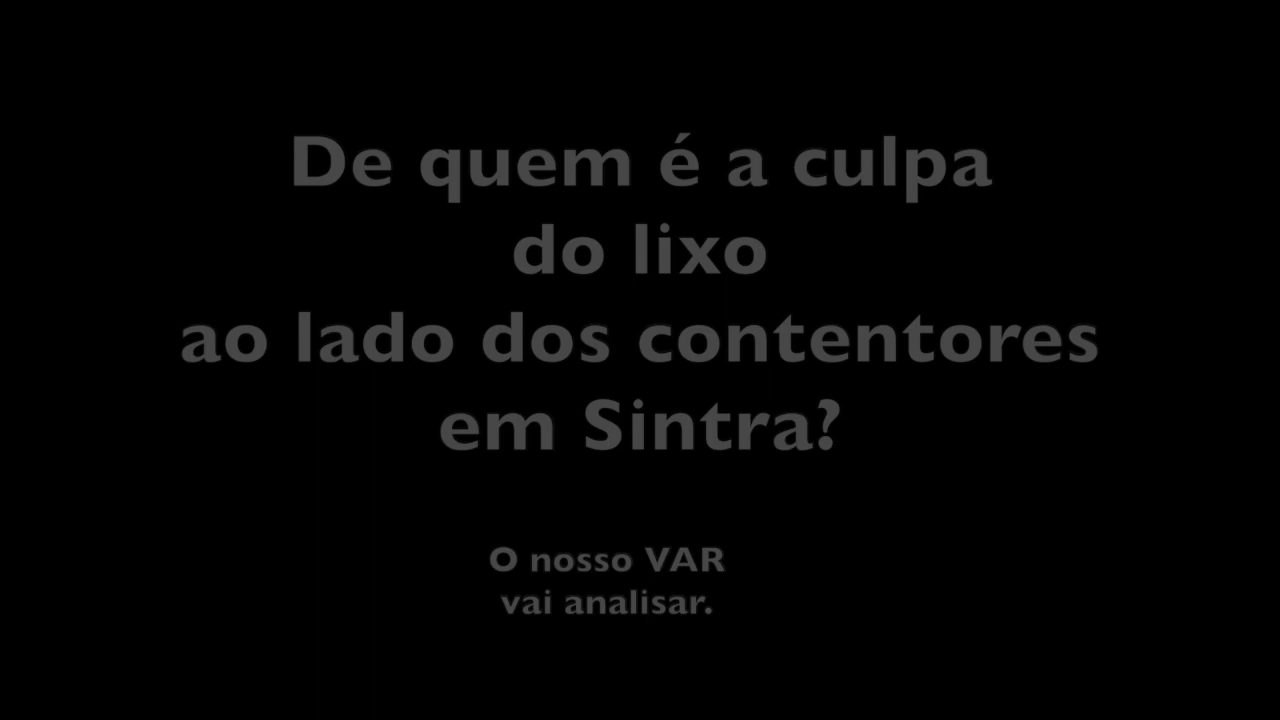 De quem é a culpa
do lixo
ao lado dos contentores
em Sintra?
O nosso VAR
vai analisar.